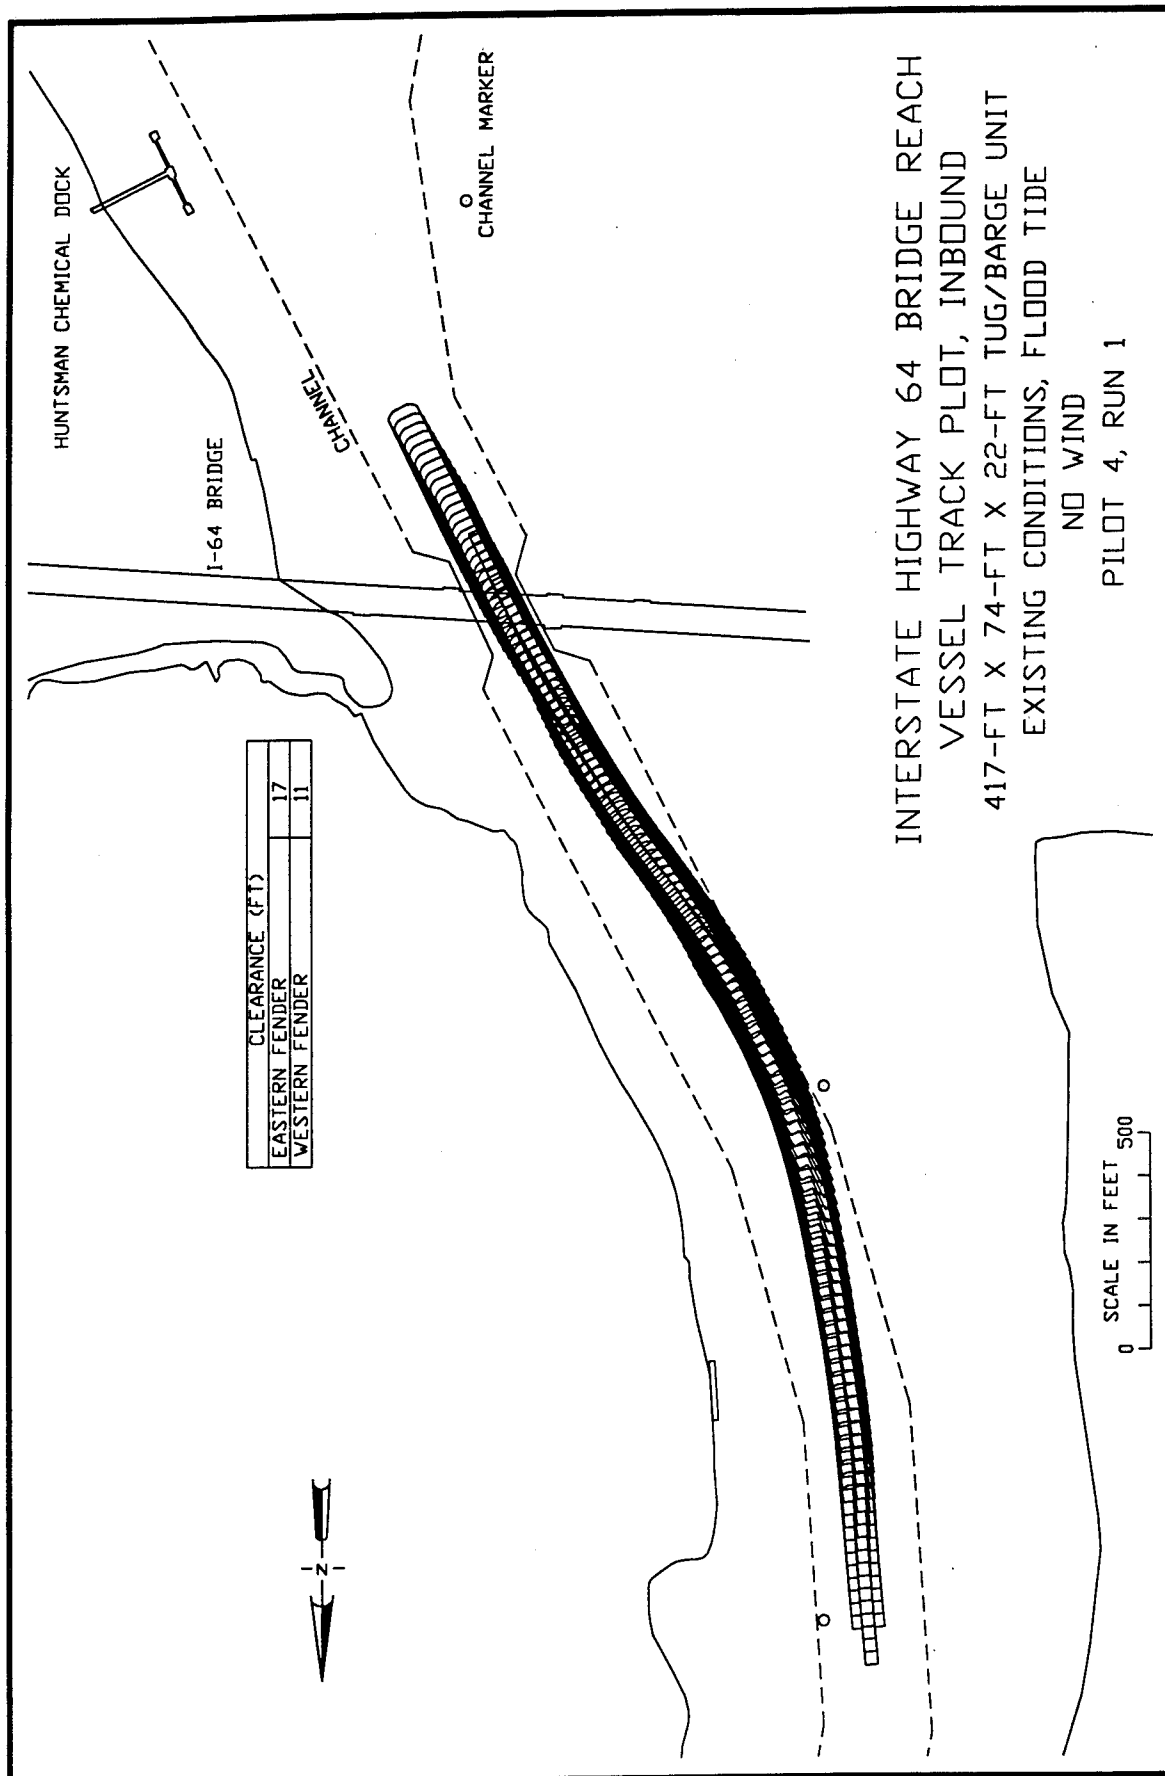 HUNTSMAN CHEMICAL DOCK
CHANNEL MARKER
CHANNEL
I-64 BRIDGE
CLEARANCE (FT)
EASTERN FENDER 17
WESTERN FENDER 11
N
SCALE IN FEET
0 500
INTERSTATE HIGHWAY 64 BRIDGE REACH
VESSEL TRACK PLOT, INBOUND
417-FT X 74-FT X 22-FT TUG/BARGE UNIT
EXISTING CONDITIONS, FLOOD TIDE
NO WIND
PILOT 4, RUN 1